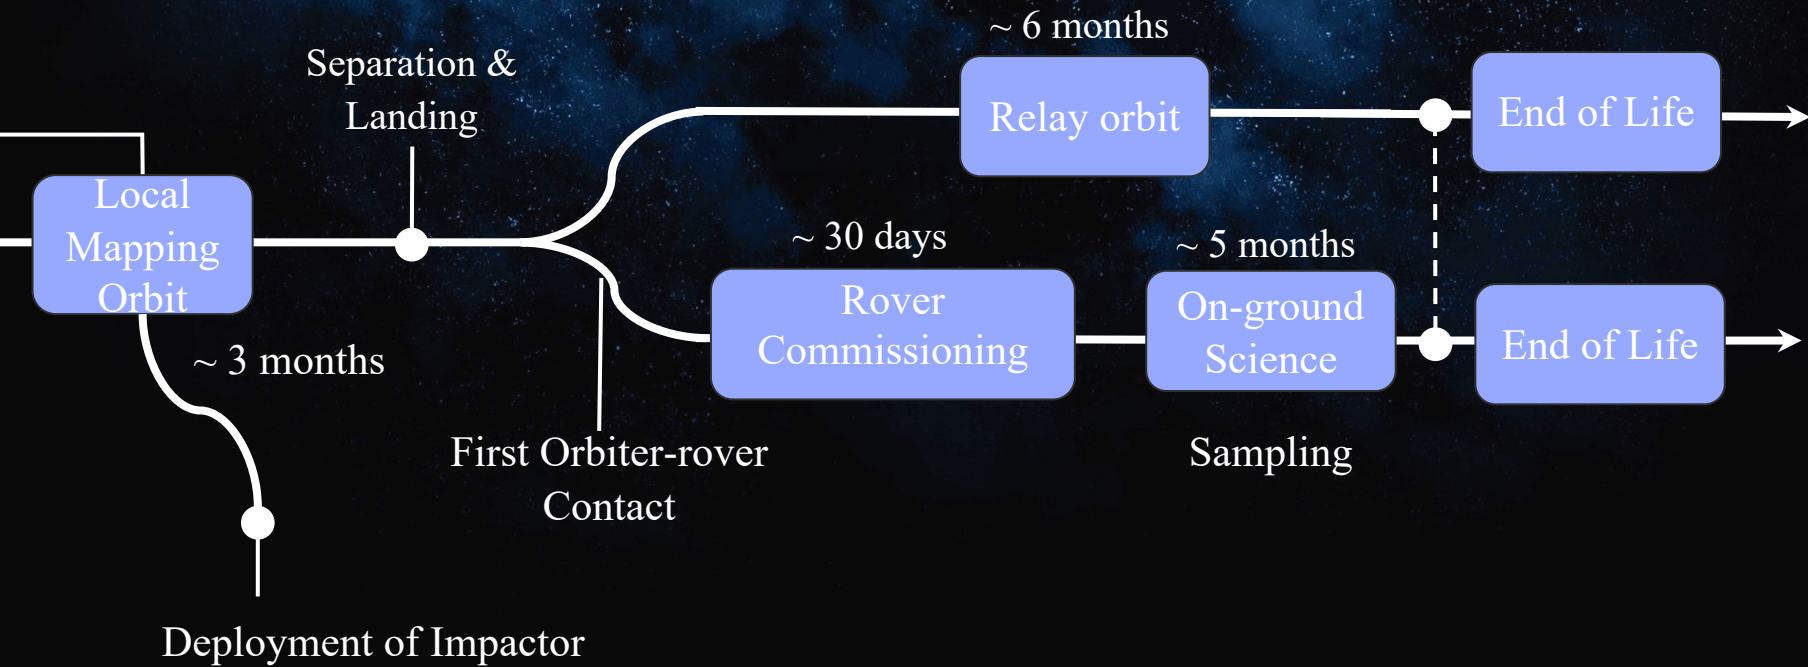 ~ 6 months
Separation &
Landing
Relay orbit
End of Life
Local
Mapping
Orbit
~ 30 days
~ 5 months
Rover
Commissioning
On-ground
Science
End of Life
~ 3 months
First Orbiter-rover
Contact
Sampling
Deployment of Impactor